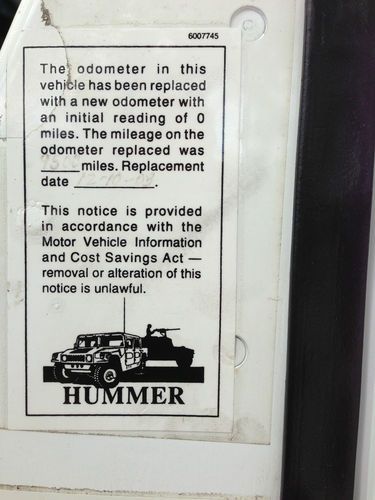 6007745
The odometer in this
vehicle has been replaced
with a new odometer with
an initial reading of 0
miles. The mileage on the
odometer replaced was
miles. Replacement
date
This notice is provided
in accordance with the
Motor Vehicle Information
and Cost Savings Act —
removal or alteration of this
notice is unlawful.
HUMMER